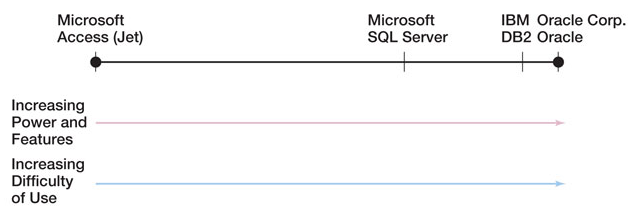 Microsoft
Access (Jet)
Microsoft
SQL Server
IBM
DB2
Oracle Corp.
Oracle
Increasing
Power and
Features
Increasing
Difficulty
of Use